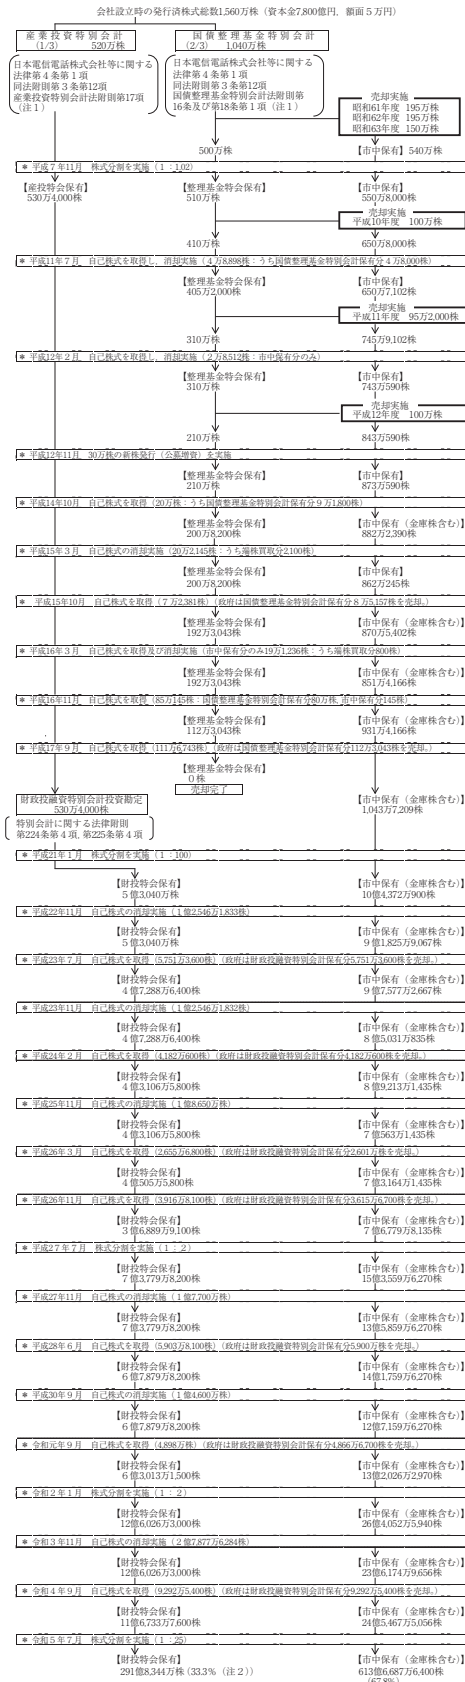 会社設立時の発行済株式総数1,560万株（資本金7,800億円，額面５万円）
産業投資特別会計
（1/3） 520万株
国債整理基金特別会計
（2/3） 1,040万株
日本電信電話株式会社等に関する
法律第４条第１項
同法附則第３条第12項
産業投資特別会計法附則第17項
（注１）
日本電信電話株式会社等に関する
法律第４条第１項
同法附則第３条第12項
国債整理基金特別会計法附則第
16条及び第18条第１項（注１）
売却実施
昭和61年度 195万株
昭和62年度 195万株
昭和63年度 150万株
500万株 【市中保有】540万株
＊ 平成７年11月 株式分割を実施（１：1.02）
【産投特会保有】 【整理基金特会保有】 【市中保有】
530万4,000株 510万株 550万8,000株
売却実施
平成10年度 100万株
410万株 650万8,000株
＊ 平成11年７月 自己株式を取得し，消却実施（４万8,898株：うち国債整理基金特別会計保有分４万8,000株）
【整理基金特会保有】 【市中保有】
405万2,000株 650万7,102株
売却実施
平成11年度 95万2,000株
310万株 745万9,102株
＊ 平成12年２月 自己株式を取得し，消却実施（２万8,512株：市中保有分のみ）
【整理基金特会保有】 【市中保有】
310万株 743万590株
売却実施
平成12年度 100万株
210万株 843万590株
＊ 平成12年11月 30万株の新株発行（公募増資）を実施
【整理基金特会保有】 【市中保有】
210万株 873万590株
＊ 平成14年10月 自己株式を取得（20万株：うち国債整理基金特別会計保有分９万1,800株）
【整理基金特会保有】 【市中保有（金庫株含む）】
200万8,200株 882万2,390株
＊ 平成15年３月 自己株式の消却実施（20万2,145株：うち端株買取分2,100株）
【整理基金特会保有】 【市中保有】
200万8,200株 862万245株
＊ 平成15年10月 自己株式を取得（７万2,381株）（政府は国債整理基金特別会計保有分８万5,157株を売却。）
【整理基金特会保有】 【市中保有（金庫株含む）】
192万3,043株 870万5,402株
＊ 平成16年３月 自己株式を取得及び消却実施（市中保有分のみ19万1,236株：うち端株買取分800株）
【整理基金特会保有】 【市中保有（金庫株含む）】
192万3,043株 851万4,166株
＊ 平成16年11月 自己株式を取得（85万145株：国債整理基金特別会計保有分80万株，市中保有分145株）
【整理基金特会保有】 【市中保有（金庫株含む）】
112万3,043株 931万4,166株
＊ 平成17年９月 自己株式を取得（111万6,743株）（政府は国債整理基金特別会計保有分112万3,043株を売却。）
【整理基金特会保有】
０株
売却完了
財政投融資特別会計投資勘定
530万4,000株
【市中保有（金庫株含む）】
1,043万7,209株
特別会計に関する法律附則
第224条第４項，第225条第４項
＊ 平成21年１月 株式分割を実施（１：100）
【財投特会保有】 【市中保有（金庫株含む）】
５億3,040万株 10億4,372万900株
＊ 平成22年11月 自己株式の消却実施（１億2,546万1,833株）
【財投特会保有】 【市中保有（金庫株含む）】
５億3,040万株 ９億1,825万9,067株
＊ 平成23年７月 自己株式を取得（5,751万3,600株）（政府は財政投融資特別会計保有分5,751万3,600株を売却。）
【財投特会保有】 【市中保有（金庫株含む）】
４億7,288万6,400株 ９億7,577万2,667株
＊ 平成23年11月 自己株式の消却実施（１億2,546万1,832株）
【財投特会保有】 【市中保有（金庫株含む）】
４億7,288万6,400株 ８億5,031万835株
＊ 平成24年２月 自己株式を取得（4,182万600株）（政府は財政投融資特別会計保有分4,182万600株を売却。）
【財投特会保有】 【市中保有（金庫株含む）】
４億3,106万5,800株 ８億9,213万1,435株
＊ 平成25年11月 自己株式の消却実施（１億8,650万株）
【財投特会保有】 【市中保有（金庫株含む）】
４億3,106万5,800株 ７億563万1,435株
＊ 平成26年３月 自己株式を取得（2,655万6,800株）（政府は財政投融資特別会計保有分2,601万株を売却。）
【財投特会保有】 【市中保有（金庫株含む）】
４億505万5,800株 ７億3,164万1,435株
＊ 平成26年11月 自己株式を取得（3,916万8,100株）（政府は財政投融資特別会計保有分3,615万6,700株を売却。）
【財投特会保有】 【市中保有（金庫株含む）】
３億6,889万9,100株 ７億6,779万8,135株
＊ 平成27年７月 株式分割を実施（１：２）
【財投特会保有】 【市中保有（金庫株含む）】
７億3,779万8,200株 15億3,559万6,270株
＊ 平成27年11月 自己株式の消却実施（１億7,700万株）
【財投特会保有】 【市中保有（金庫株含む）】
７億3,779万8,200株 13億5,859万6,270株
＊ 平成28年６月 自己株式を取得（5,903万8,100株）（政府は財政投融資特別会計保有分5,900万株を売却。）
【財投特会保有】 【市中保有（金庫株含む）】
６億7,879万8,200株 14億1,759万6,270株
＊ 平成30年９月 自己株式の消却実施（１億4,600万株）
【財投特会保有】 【市中保有（金庫株含む）】
６億7,879万8,200株 12億7,159万6,270株
＊ 令和元年９月 自己株式を取得（4,898万株）（政府は財政投融資特別会計保有分4,866万6,700株を売却。）
【財投特会保有】 【市中保有（金庫株含む）】
６億3,013万1,500株 13億2,026万2,970株
＊ 令和２年１月 株式分割を実施（１：２）
【財投特会保有】 【市中保有（金庫株含む）】
12億6,026万3,000株 26億4,052万5,940株
＊ 令和３年11月 自己株式の消却実施（２億7,877万6,284株）
【財投特会保有】 【市中保有（金庫株含む）】
12億6,026万3,000株 23億6,174万9,656株
＊ 令和４年９月 自己株式を取得（9,292万5,400株）（政府は財政投融資特別会計保有分9,292万5,400株を売却。）
【財投特会保有】 【市中保有（金庫株含む）】
11億6,733万7,600株 24億5,467万5,056株
＊ 令和５年７月 株式分割を実施（１：25）
【財投特会保有】 【市中保有（金庫株含む）】
291億8,344万株（33.3%（注２）） 613億6,687万6,400株
（67.8%）